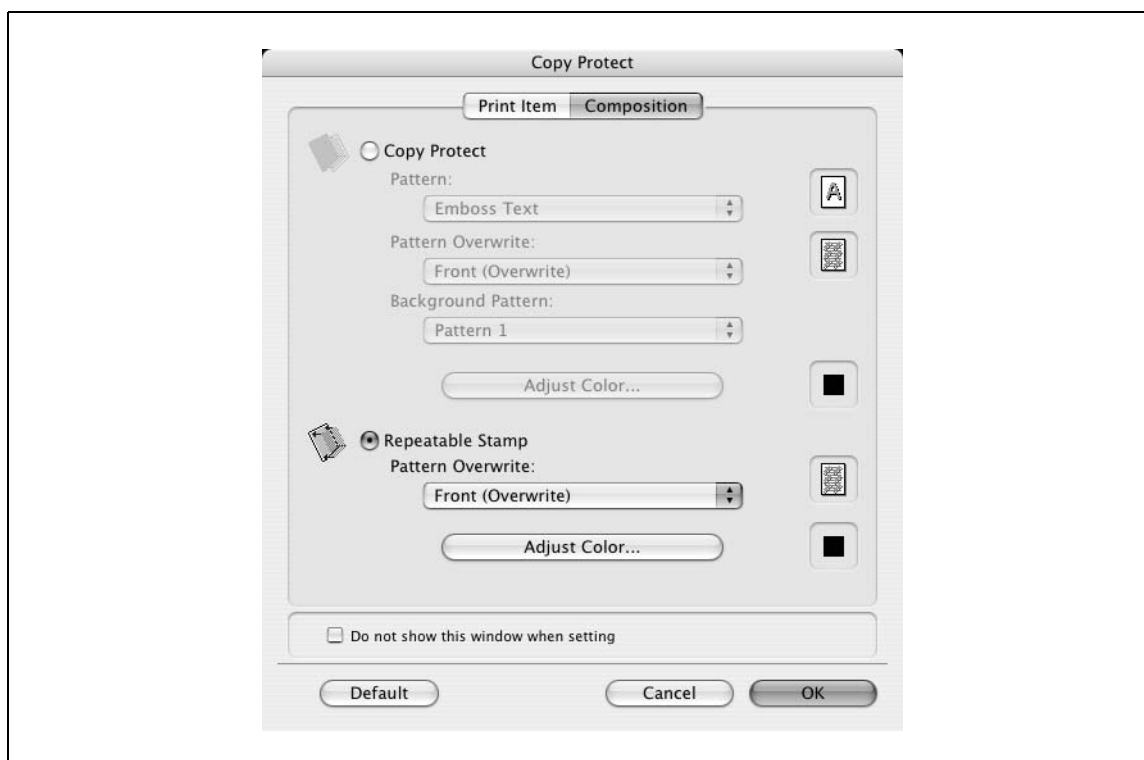 Copy Protect
Print Item Composition
Copy Protect
Pattern:
Emboss Text
A
Pattern Overwrite:
Front (Overwrite)
Background Pattern:
Pattern 1
Adjust Color...
Repeatable Stamp
Pattern Overwrite:
Front (Overwrite)
Adjust Color...
Do not show this window when setting
Default Cancel OK